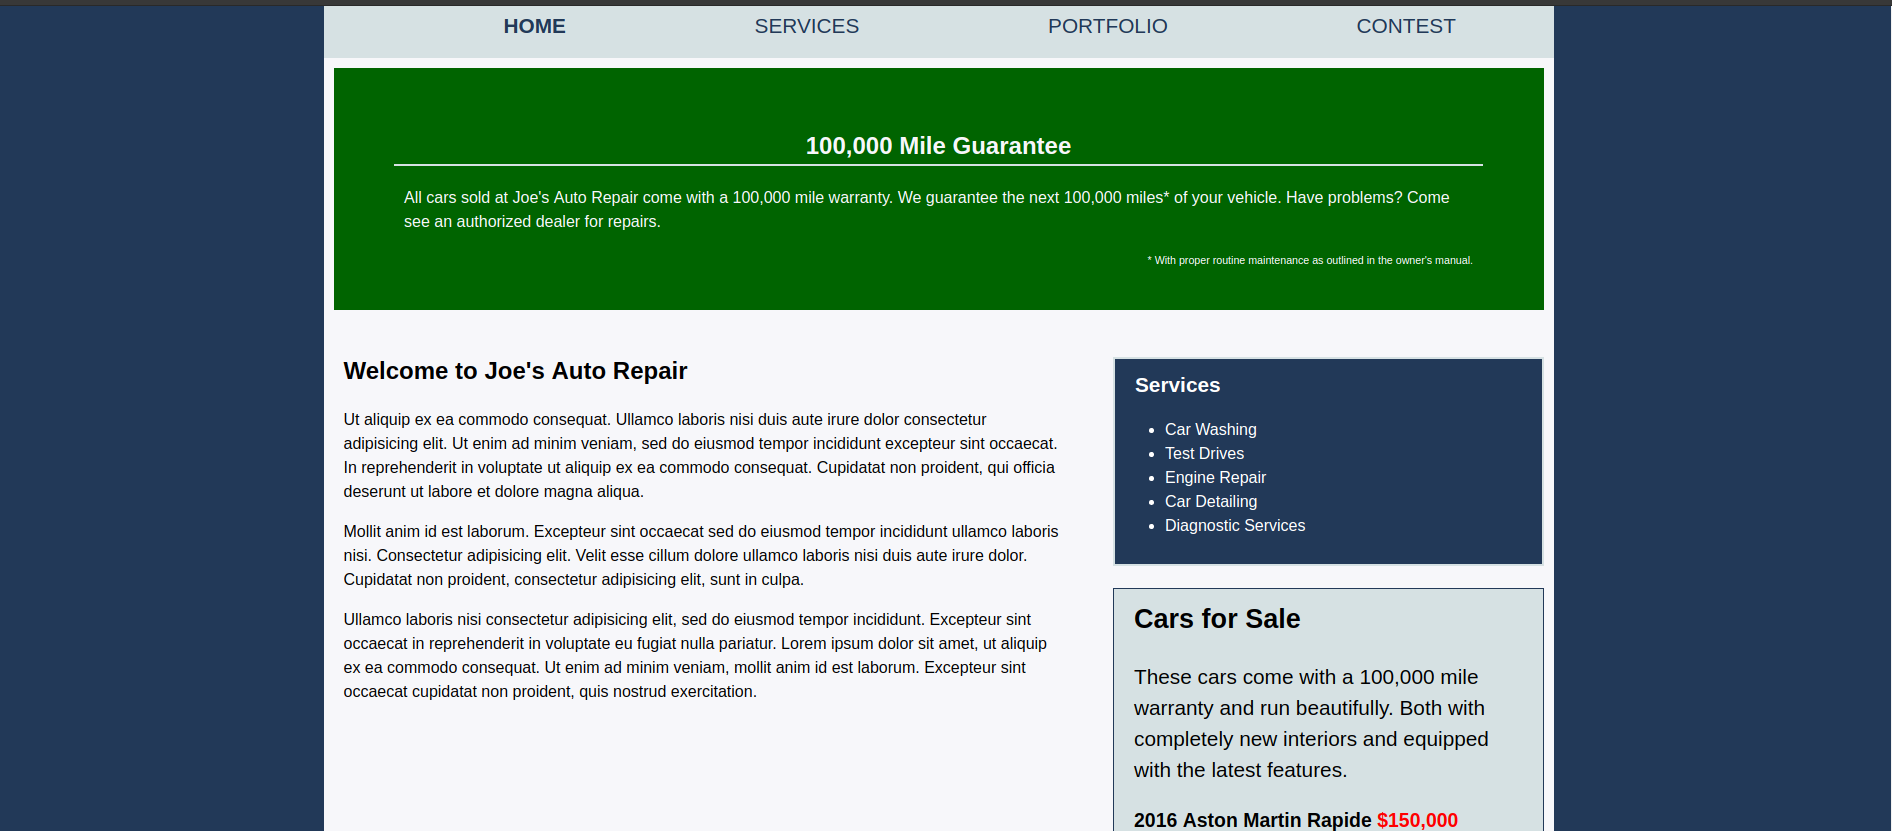 HOME SERVICES PORTFOLIO CONTEST
100,000 Mile Guarantee
All cars sold at Joe's Auto Repair come with a 100,000 mile warranty. We guarantee the next 100,000 miles* of your vehicle. Have problems? Come
see an authorized dealer for repairs.
* With proper routine maintenance as outlined in the owner's manual.
Welcome to Joe's Auto Repair
Ut aliquip ex ea commodo consequat. Ullamco laboris nisi duis aute irure dolor consectetur
adipisicing elit. Ut enim ad minim veniam, sed do eiusmod tempor incididunt excepteur sint occaecat.
In reprehenderit in voluptate ut aliquip ex ea commodo consequat. Cupidatat non proident, qui officia
deserunt ut labore et dolore magna aliqua.
Mollit anim id est laborum. Excepteur sint occaecat sed do eiusmod tempor incididunt ullamco laboris
nisi. Consectetur adipisicing elit. Velit esse cillum dolore ullamco laboris nisi duis aute irure dolor.
Cupidatat non proident, consectetur adipisicing elit, sunt in culpa.
Ullamco laboris nisi consectetur adipisicing elit, sed do eiusmod tempor incididunt. Excepteur sint
occaecat in reprehenderit in voluptate eu fugiat nulla pariatur. Lorem ipsum dolor sit amet, ut aliquip
ex ea commodo consequat. Ut enim ad minim veniam, mollit anim id est laborum. Excepteur sint
occaecat cupidatat non proident, quis nostrud exercitation.
Services
• Car Washing
• Test Drives
• Engine Repair
• Car Detailing
• Diagnostic Services
Cars for Sale
These cars come with a 100,000 mile
warranty and run beautifully. Both with
completely new interiors and equipped
with the latest features.
2016 Aston Martin Rapide $150,000